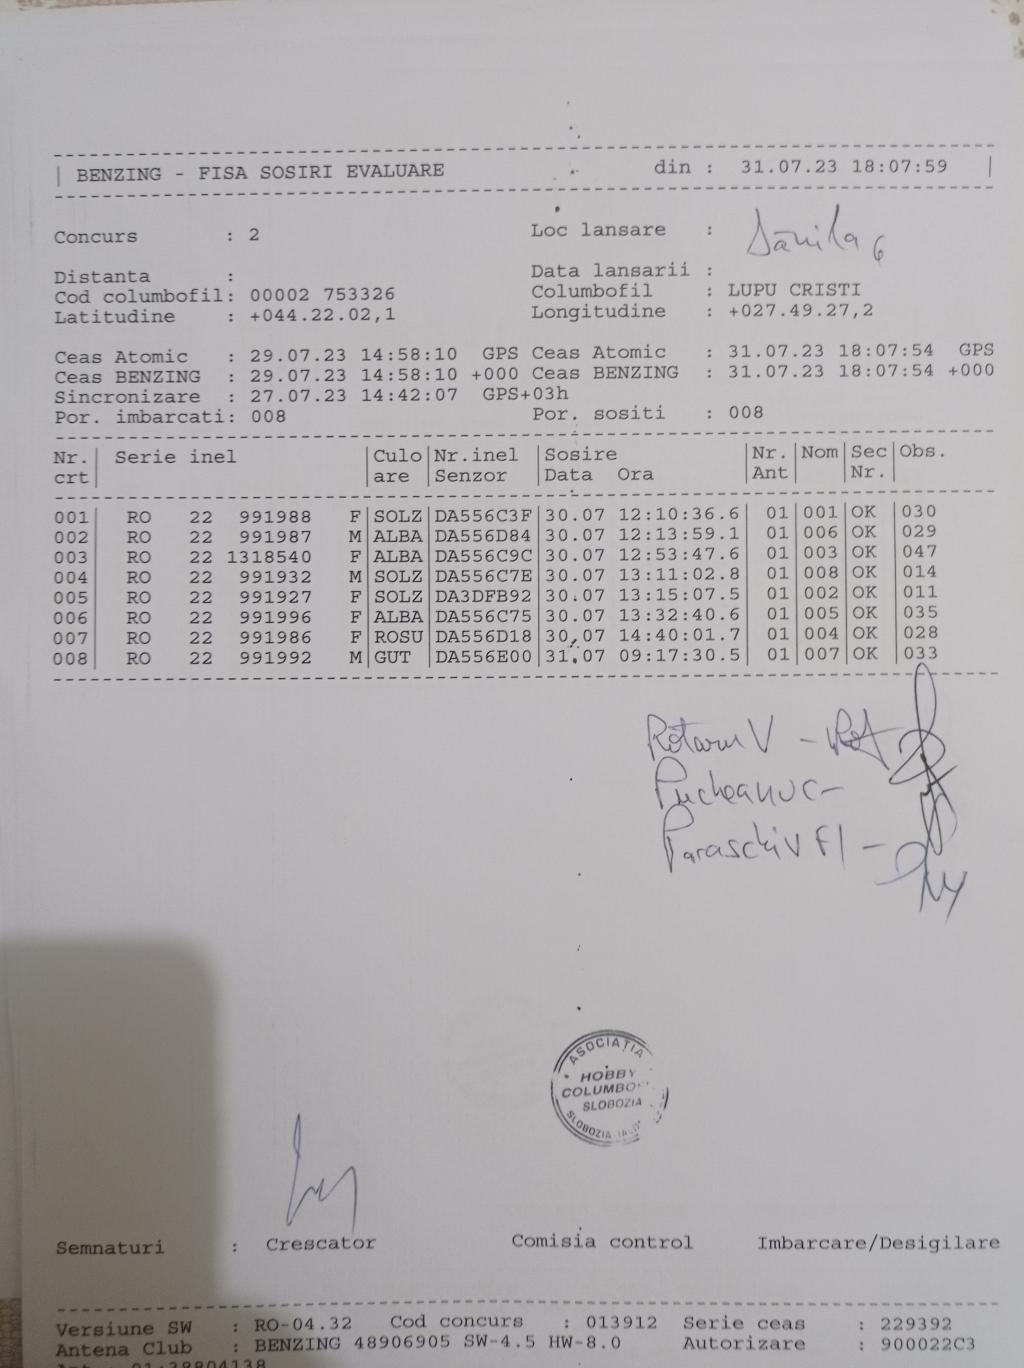 BENZING - FISA SOSIRI EVALUARE din : 31.07.23 18:07:59
Concurs : 2 Loc lansare : Dănila 6
Distanta : Data lansarii :
Cod columbofil: 00002 753326 Columbofil : LUPU CRISTI
Latitudine : +044.22.02,1 Longitudine : +027.49.27,2
Ceas Atomic : 29.07.23 14:58:10 GPS Ceas Atomic : 31.07.23 18:07:54 GPS
Ceas BENZING : 29.07.23 14:58:10 +000 Ceas BENZING : 31.07.23 18:07:54 +000
Sincronizare : 27.07.23 14:42:07 GPS+03h
Por. imbarcati: 008 Por. sositi : 008
Nr. | Serie inel | Culo | Nr.inel | Sosire | Nr. | Nom | Sec | Obs.
crt | | are | Senzor | Data Ora | Ant | | Nr. |
001 | RO 22 991988 F | SOLZ | DA556C3F | 30.07 12:10:36.6 | 01 | 001 | OK | 030
002 | RO 22 991987 M | ALBA | DA556D84 | 30.07 12:13:59.1 | 01 | 006 | OK | 029
003 | RO 22 1318540 F | ALBA | DA556C9C | 30.07 12:53:47.6 | 01 | 003 | OK | 047
004 | RO 22 991932 M | SOLZ | DA556C7E | 30.07 13:11:02.8 | 01 | 008 | OK | 014
005 | RO 22 991927 F | SOLZ | DA3DFB92 | 30.07 13:15:07.5 | 01 | 002 | OK | 011
006 | RO 22 991996 F | ALBA | DA556C75 | 30.07 13:32:40.6 | 01 | 005 | OK | 035
007 | RO 22 991986 F | ROSU | DA556D18 | 30.07 14:40:01.7 | 01 | 004 | OK | 028
008 | RO 22 991992 M | GUT | DA556E00 | 31.07 09:17:30.5 | 01 | 007 | OK | 033
Rotaru V -
Pucheanu C -
Paraschiv Fl -
ASOCIAȚIA
HOBBY
SLOBOZIA
SLOBOZIA
Semnaturi : Crescator Comisia control Imbarcare/Desigilare
Versiune SW : RO-04.32 Cod concurs : 013912 Serie ceas : 229392
Antena Club : BENZING 48906905 SW-4.5 HW-8.0 Autorizare : 900022C3